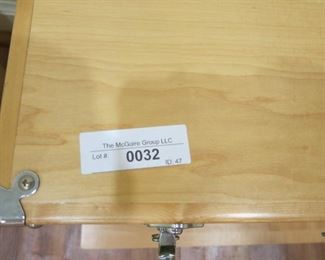 The McGuire Group LLC
Lot #: 0032 ID: 47